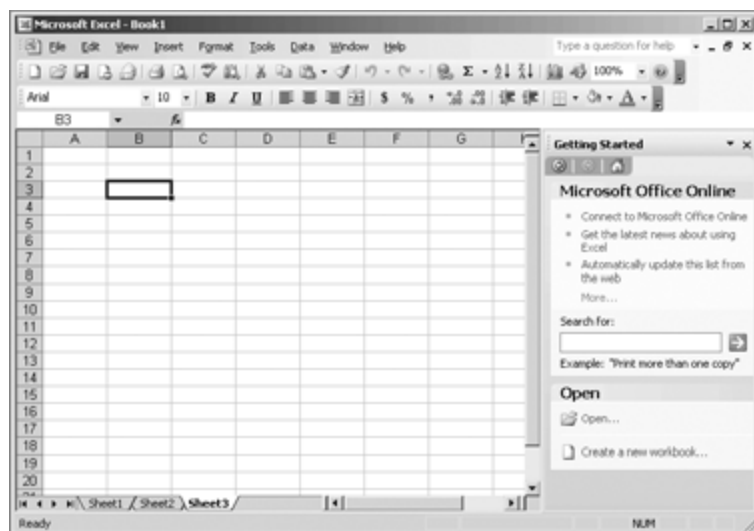 Microsoft Excel - Book1
File Edit View Insert Format Tools Data Window Help Type a question for help
100%
Arial 10 B I U $ % , A
B3 fx
A B C D E F G H
1
2
3
4
5
6
7
8
9
10
11
12
13
14
15
16
17
18
19
20
21
Getting Started
Microsoft Office Online
Connect to Microsoft Office Online
Get the latest news about using
Excel
Automatically update this list from
the web
More...
Search for:
Example: "Print more than one copy"
Open
Open...
Create a new workbook...
Sheet1 Sheet2 Sheet3
Ready NUM